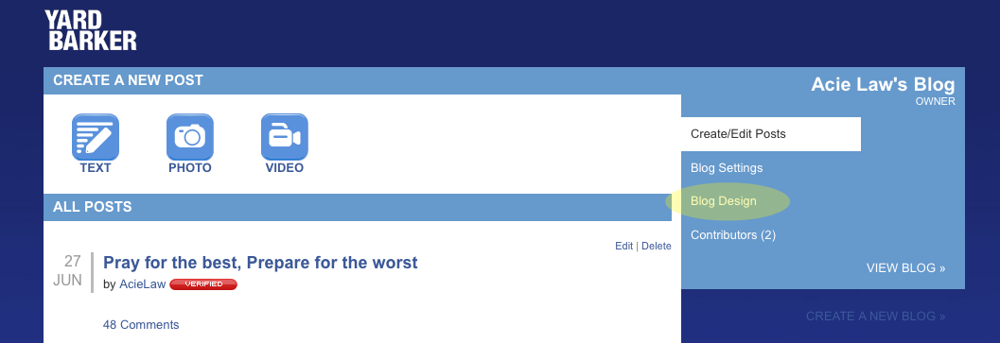 YARD
BARKER
CREATE A NEW POST
TEXT
PHOTO
VIDEO
Acie Law's Blog
OWNER
Create/Edit Posts
Blog Settings
Blog Design
Contributors (2)
VIEW BLOG »
CREATE A NEW BLOG »
ALL POSTS
Edit | Delete
27
JUN
Pray for the best, Prepare for the worst
by AcieLaw VERIFIED
48 Comments